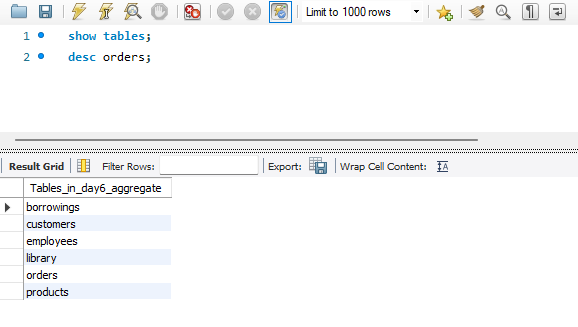 Limit to 1000 rows
1 show tables;
2 desc orders;
Result Grid Filter Rows: Export: Wrap Cell Content:
Tables_in_day6_aggregate
borrowings
customers
employees
library
orders
products